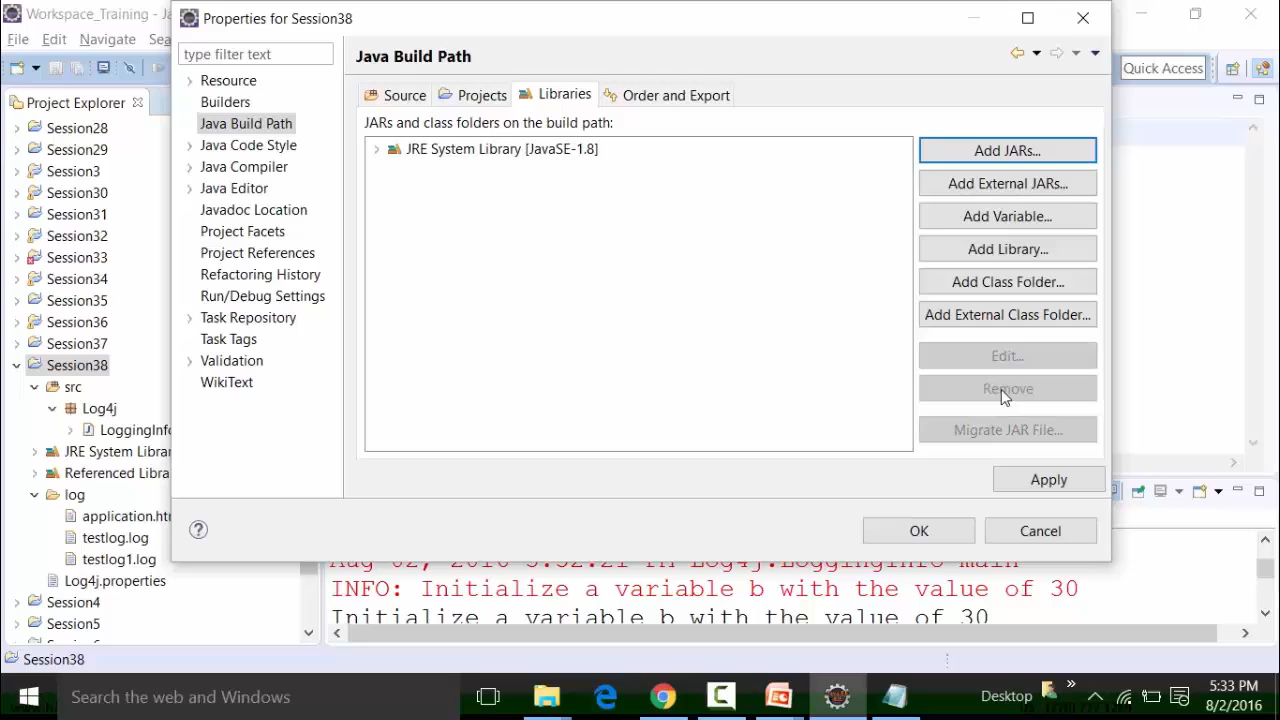 Workspace_Training - Ja
File Edit Navigate Sea
Quick Access
Project Explorer
Session28
Session29
Session3
Session30
Session31
Session32
Session33
Session34
Session35
Session36
Session37
Session38
src
Log4j
LoggingInfo
JRE System Librar
Referenced Libra
log
application.htm
testlog.log
testlog1.log
Log4j.properties
Session4
Session5
Properties for Session38
type filter text
Resource
Builders
Java Build Path
Java Code Style
Java Compiler
Java Editor
Javadoc Location
Project Facets
Project References
Refactoring History
Run/Debug Settings
Task Repository
Task Tags
Validation
WikiText
Java Build Path
Source Projects Libraries Order and Export
JARs and class folders on the build path:
JRE System Library [JavaSE-1.8]
Add JARs...
Add External JARs...
Add Variable...
Add Library...
Add Class Folder...
Add External Class Folder...
Edit...
Remove
Migrate JAR File...
Apply
OK Cancel
INFO: Initialize a variable b with the value of 30
Initialize a variable b with the value of 30
Session38
Search the web and Windows
Desktop
5:33 PM
8/2/2016